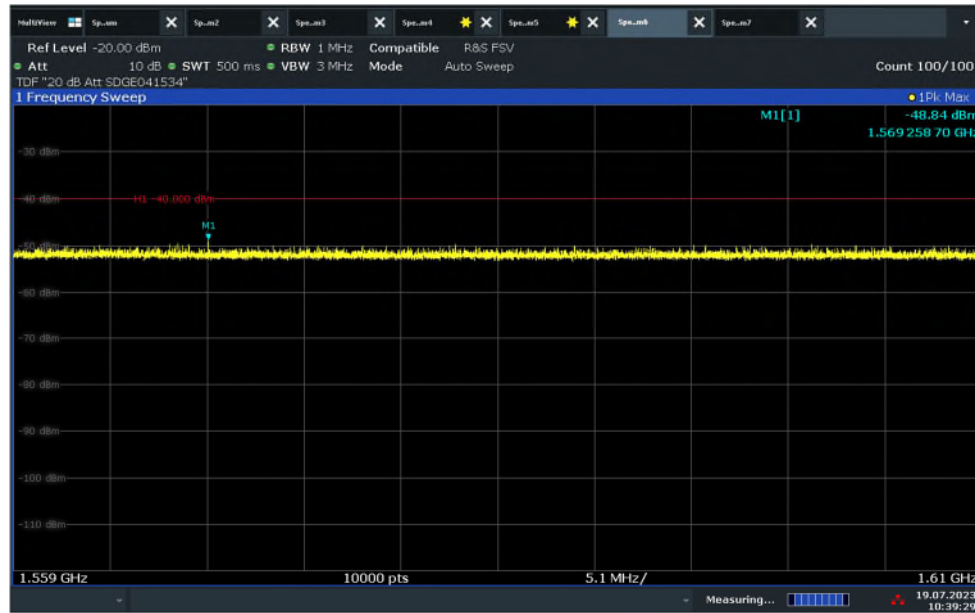 MultiView Sp...um Sp...m2 Spe...m3 Spe...m4 Spe...m5 Spe...m6 Spe...m7
Ref Level -20.00 dBm RBW 1 MHz Compatible R&S FSV
Att 10 dB SWT 500 ms VBW 3 MHz Mode Auto Sweep Count 100/100
TDF "20 dB Att SDGE041534"
1 Frequency Sweep 1Pk Max
M1[1] -48.84 dBm
1.569 258 70 GHz
-30 dBm
-40 dBm H1 -40.000 dBm
M1
-50 dBm
-60 dBm
-70 dBm
-80 dBm
-90 dBm
-100 dBm
-110 dBm
1.559 GHz 10000 pts 5.1 MHz/ 1.61 GHz
Measuring... 19.07.2023
10:39:29